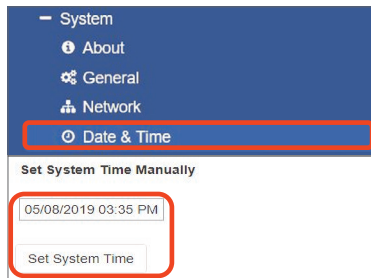 System
About
General
Network
Date & Time
Set System Time Manually
05/08/2019 03:35 PM
Set System Time